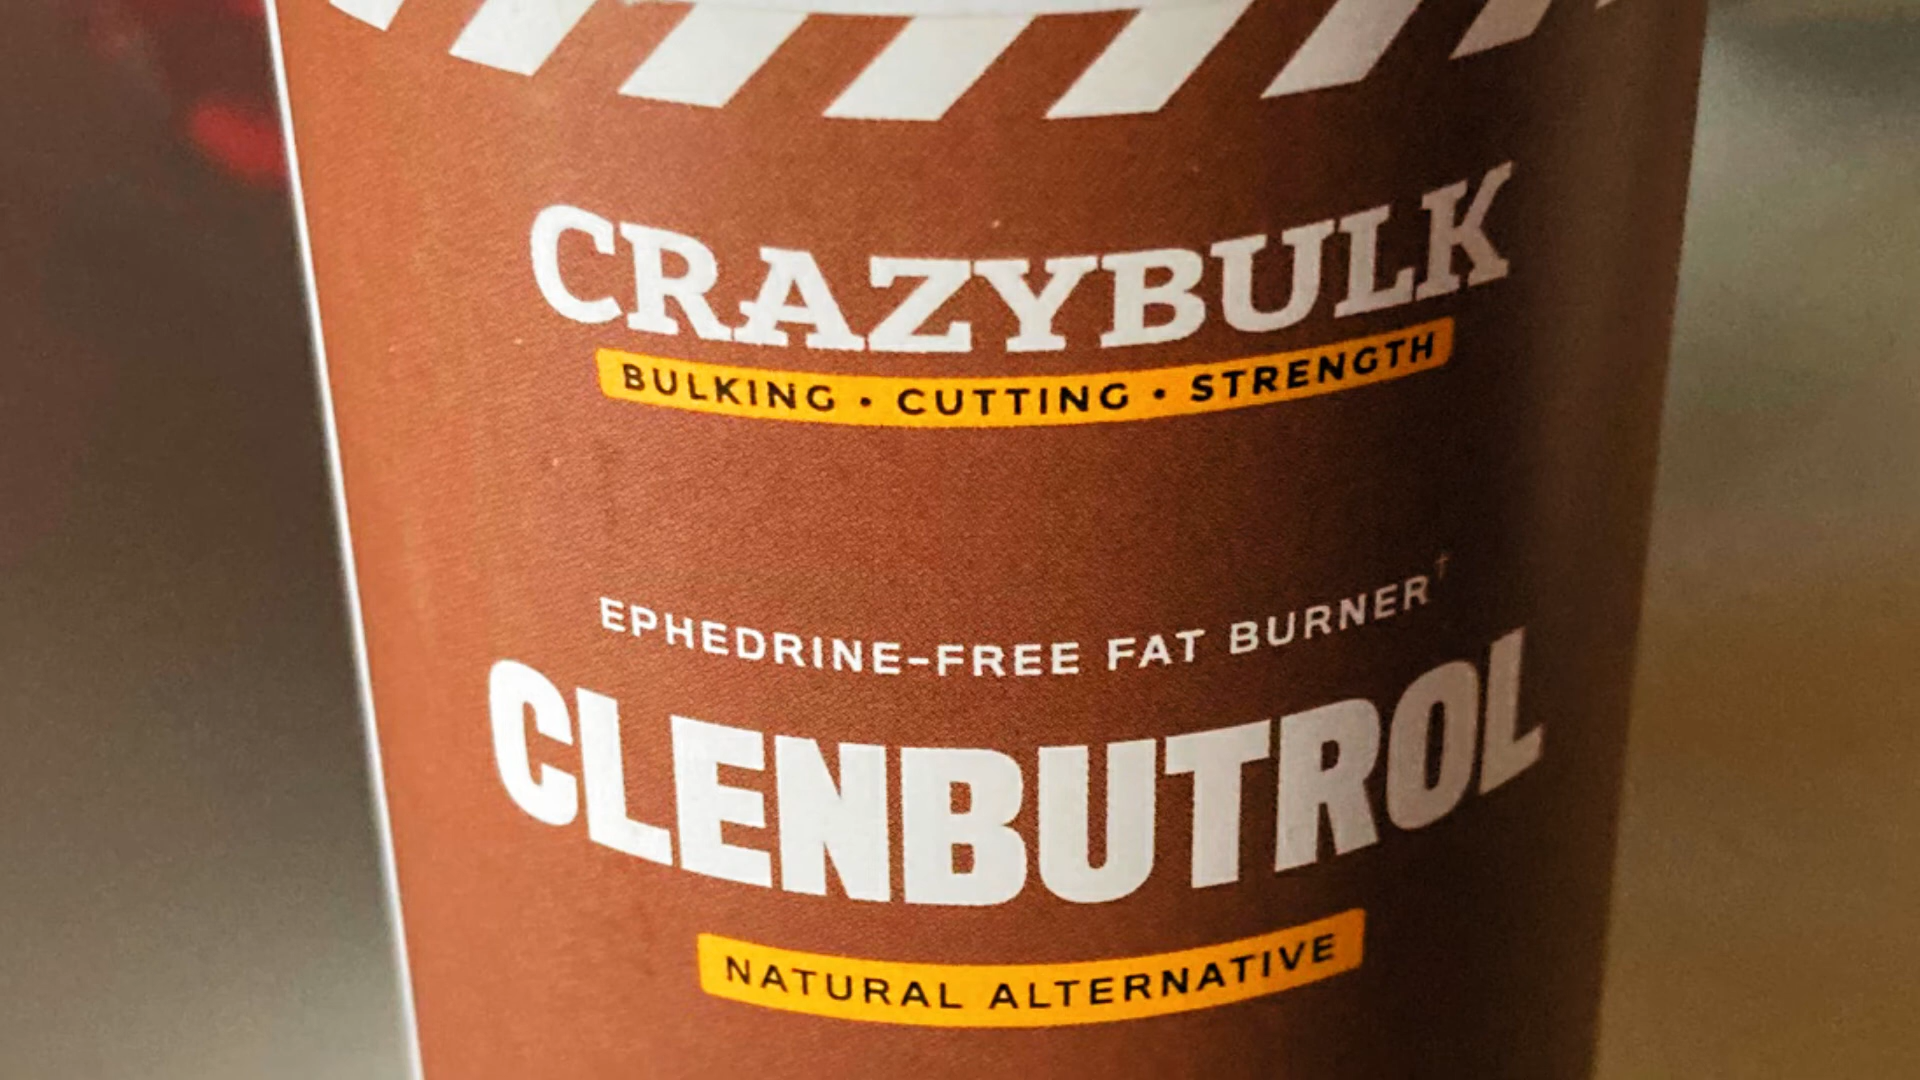 CRAZYBULK
BULKING • CUTTING • STRENGTH
EPHEDRINE-FREE FAT BURNER†
CLENBUTROL
NATURAL ALTERNATIVE